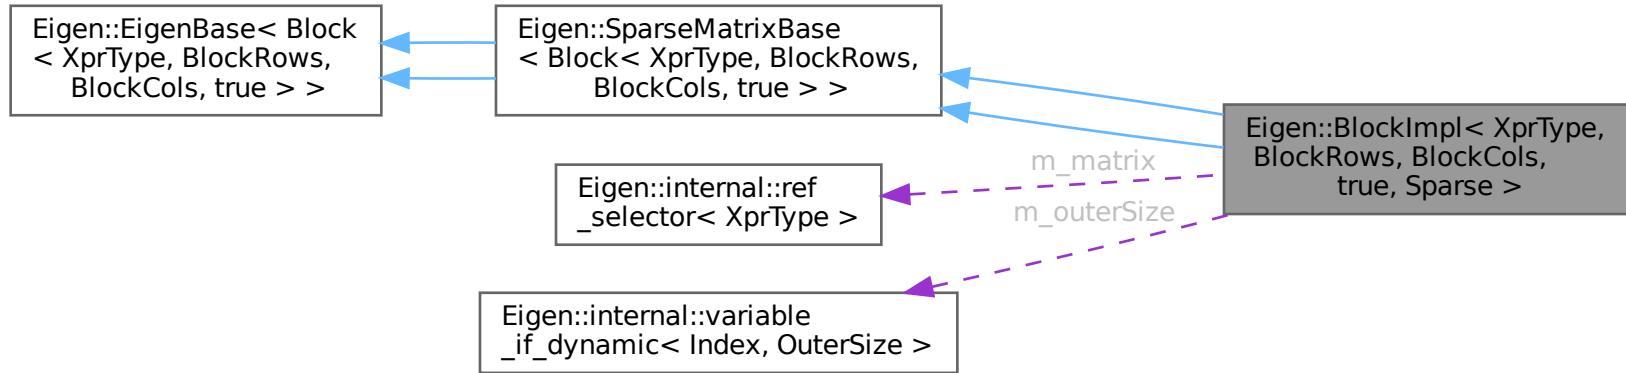 Eigen::EigenBase< Block
< XprType, BlockRows,
BlockCols, true > >
Eigen::SparseMatrixBase
< Block< XprType, BlockRows,
BlockCols, true > >
Eigen::BlockImpl< XprType,
BlockRows, BlockCols,
true, Sparse >
m_matrix
Eigen::internal::ref
_selector< XprType >
m_outerSize
Eigen::internal::variable
_if_dynamic< Index, OuterSize >